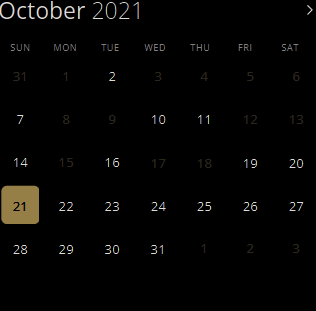 October 2021
SUN MON TUE WED THU FRI SAT
31 1 2 3 4 5 6
7 8 9 10 11 12 13
14 15 16 17 18 19 20
21 22 23 24 25 26 27
28 29 30 31 1 2 3